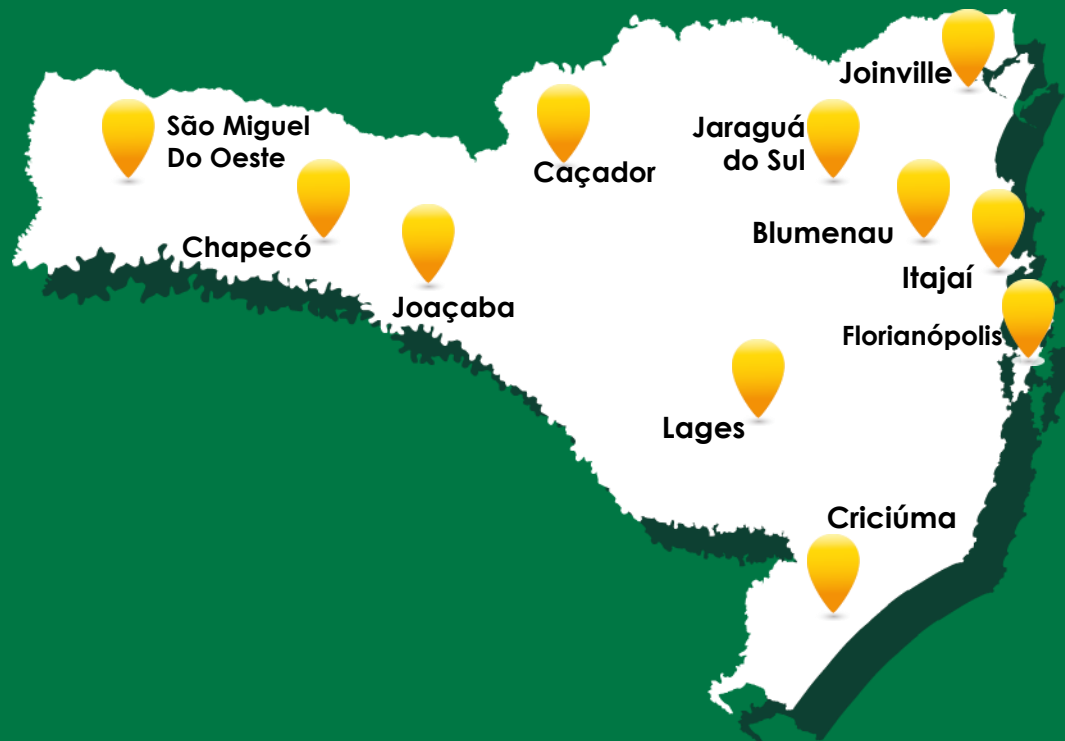 Joinville
São Miguel
Do Oeste
Jaraguá
do Sul
Caçador
Chapecó
Blumenau
Itajaí
Joaçaba
Florianópolis
Lages
Criciúma